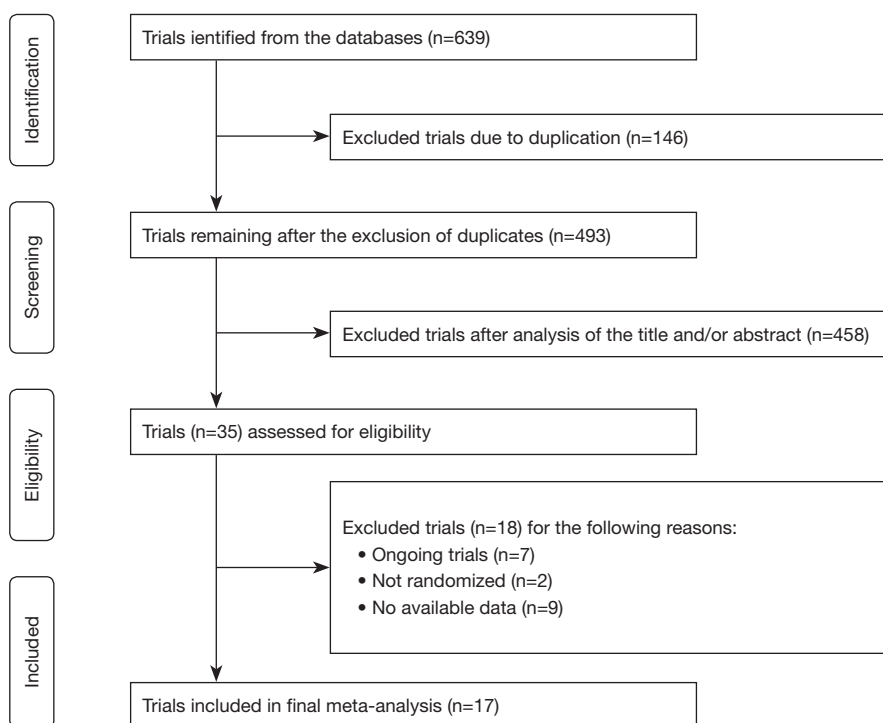 Identification
Trials ientified from the databases (n=639)
Excluded trials due to duplication (n=146)
Screening
Trials remaining after the exclusion of duplicates (n=493)
Excluded trials after analysis of the title and/or abstract (n=458)
Eligibility
Trials (n=35) assessed for eligibility
Excluded trials (n=18) for the following reasons:
• Ongoing trials (n=7)
• Not randomized (n=2)
• No available data (n=9)
Included
Trials included in final meta-analysis (n=17)